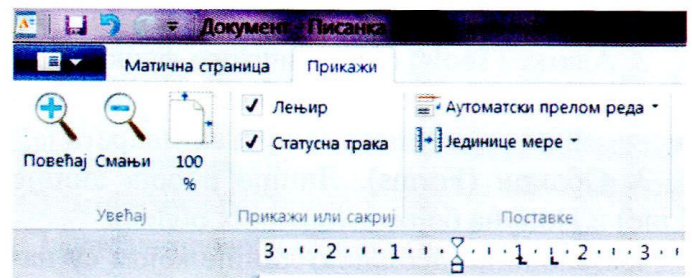 Документ - Писанка
Матична страница Прикажи
Повећај Смањи 100 %
Лењир
Статусна трака
Аутоматски прелом реда
Јединице мере
Увећај Прикажи или сакриј Поставке
3 2 1 1 2 3